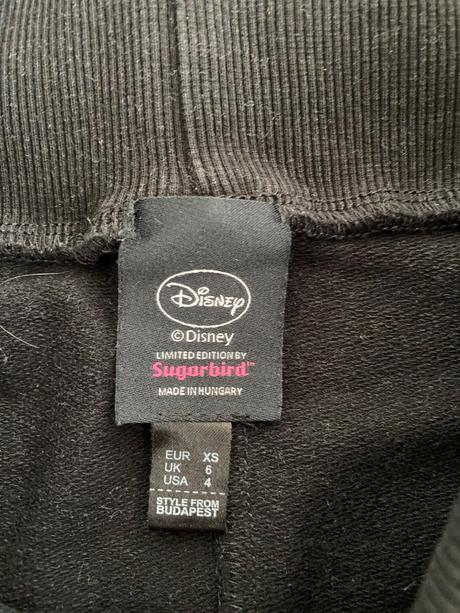 Disney
©Disney
LIMITED EDITION BY
Sugarbird™
MADE IN HUNGARY
EUR XS
UK 6
USA 4
STYLE FROM
BUDAPEST